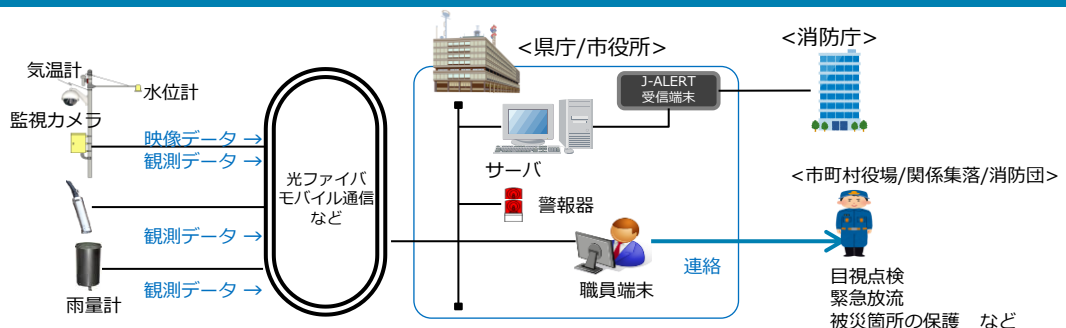 気温計
水位計
監視カメラ
映像データ →
観測データ →
観測データ →
観測データ →
雨量計
光ファイバ
モバイル通信
など
<県庁/市役所>
J-ALERT
受信端末
サーバ
警報器
職員端末
連絡
<消防庁>
<市町村役場/関係集落/消防団>
目視点検
緊急放流
被災箇所の保護 など